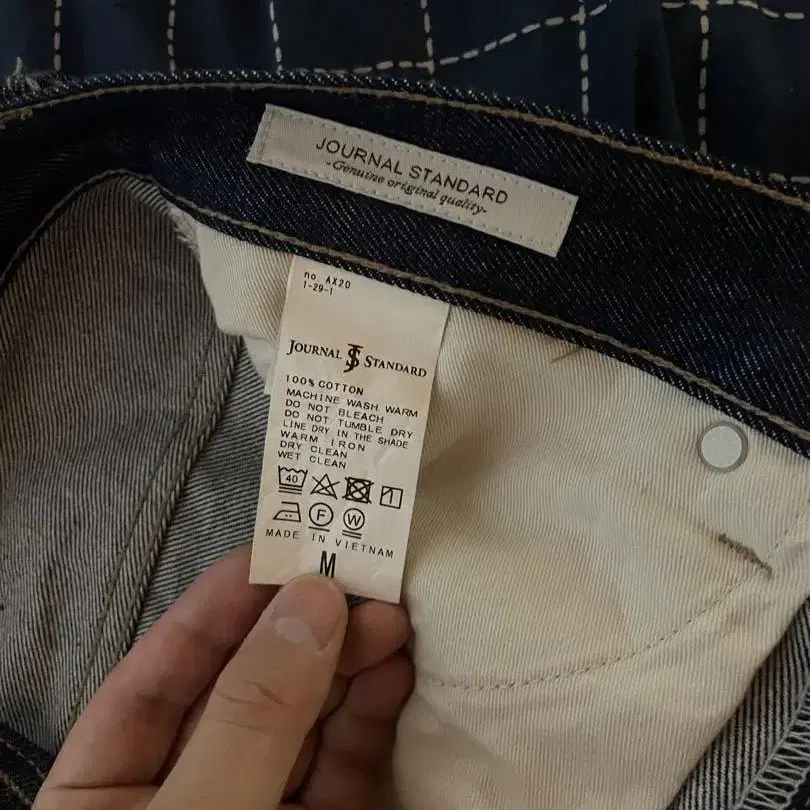 JOURNAL STANDARD
-Genuine original quality-
no. AX20
1-29-1
JOURNAL JS STANDARD
100% COTTON
MACHINE WASH WARM
DO NOT BLEACH
DO NOT TUMBLE DRY
LINE DRY IN THE SHADE
WARM IRON
DRY CLEAN
WET CLEAN
40
F W
MADE IN VIETNAM
M